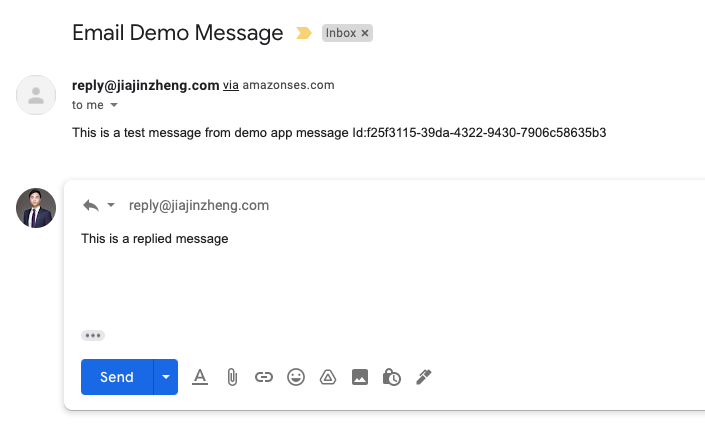 Email Demo Message
Inbox ×
reply@jiajinzheng.com via amazonses.com
to me
This is a test message from demo app message Id:f25f3115-39da-4322-9430-7906c58635b3
reply@jiajinzheng.com
This is a replied message
Send